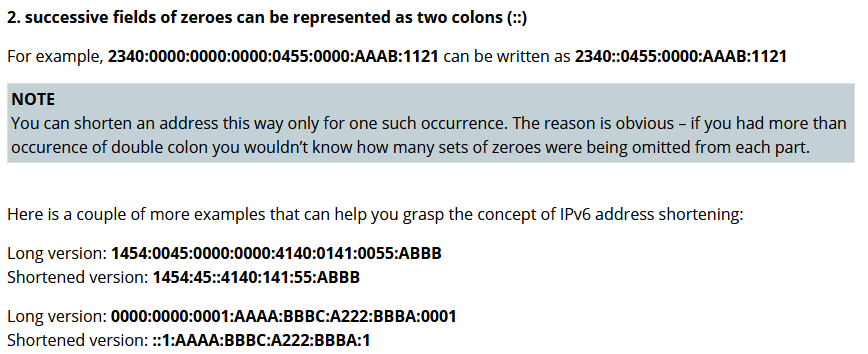 2. successive fields of zeroes can be represented as two colons (::)
For example, 2340:0000:0000:0000:0455:0000:AAAB:1121 can be written as 2340::0455:0000:AAAB:1121
NOTE
You can shorten an address this way only for one such occurrence. The reason is obvious – if you had more than
occurence of double colon you wouldn’t know how many sets of zeroes were being omitted from each part.
Here is a couple of more examples that can help you grasp the concept of IPv6 address shortening:
Long version: 1454:0045:0000:0000:4140:0141:0055:ABBB
Shortened version: 1454:45::4140:141:55:ABBB
Long version: 0000:0000:0001:AAAA:BBBC:A222:BBBA:0001
Shortened version: ::1:AAAA:BBBC:A222:BBBA:1